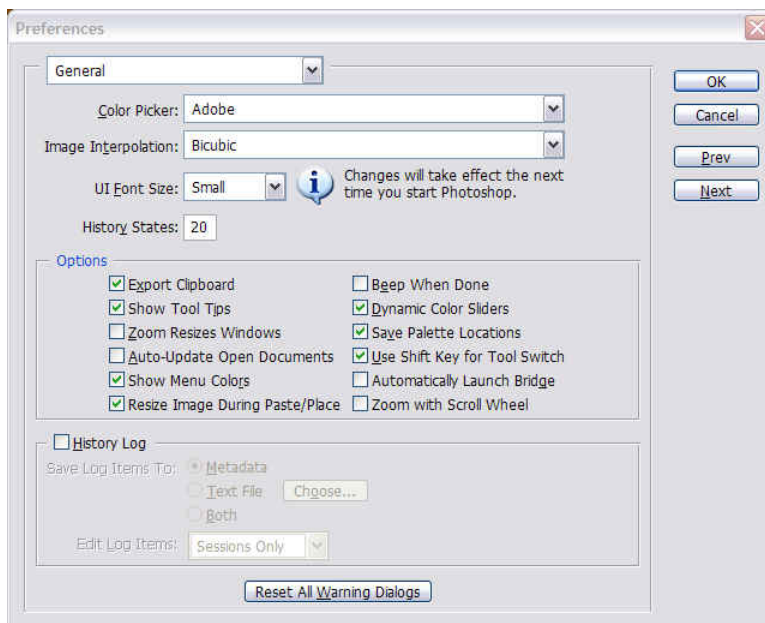 Preferences
General
OK
Color Picker: Adobe
Cancel
Image Interpolation: Bicubic
Prev
UI Font Size: Small
Changes will take effect the next
time you start Photoshop.
Next
History States: 20
Options
Export Clipboard
Beep When Done
Show Tool Tips
Dynamic Color Sliders
Zoom Resizes Windows
Save Palette Locations
Auto-Update Open Documents
Use Shift Key for Tool Switch
Show Menu Colors
Automatically Launch Bridge
Resize Image During Paste/Place
Zoom with Scroll Wheel
History Log
Save Log Items To: Metadata
Text File Choose...
Both
Edit Log Items: Sessions Only
Reset All Warning Dialogs